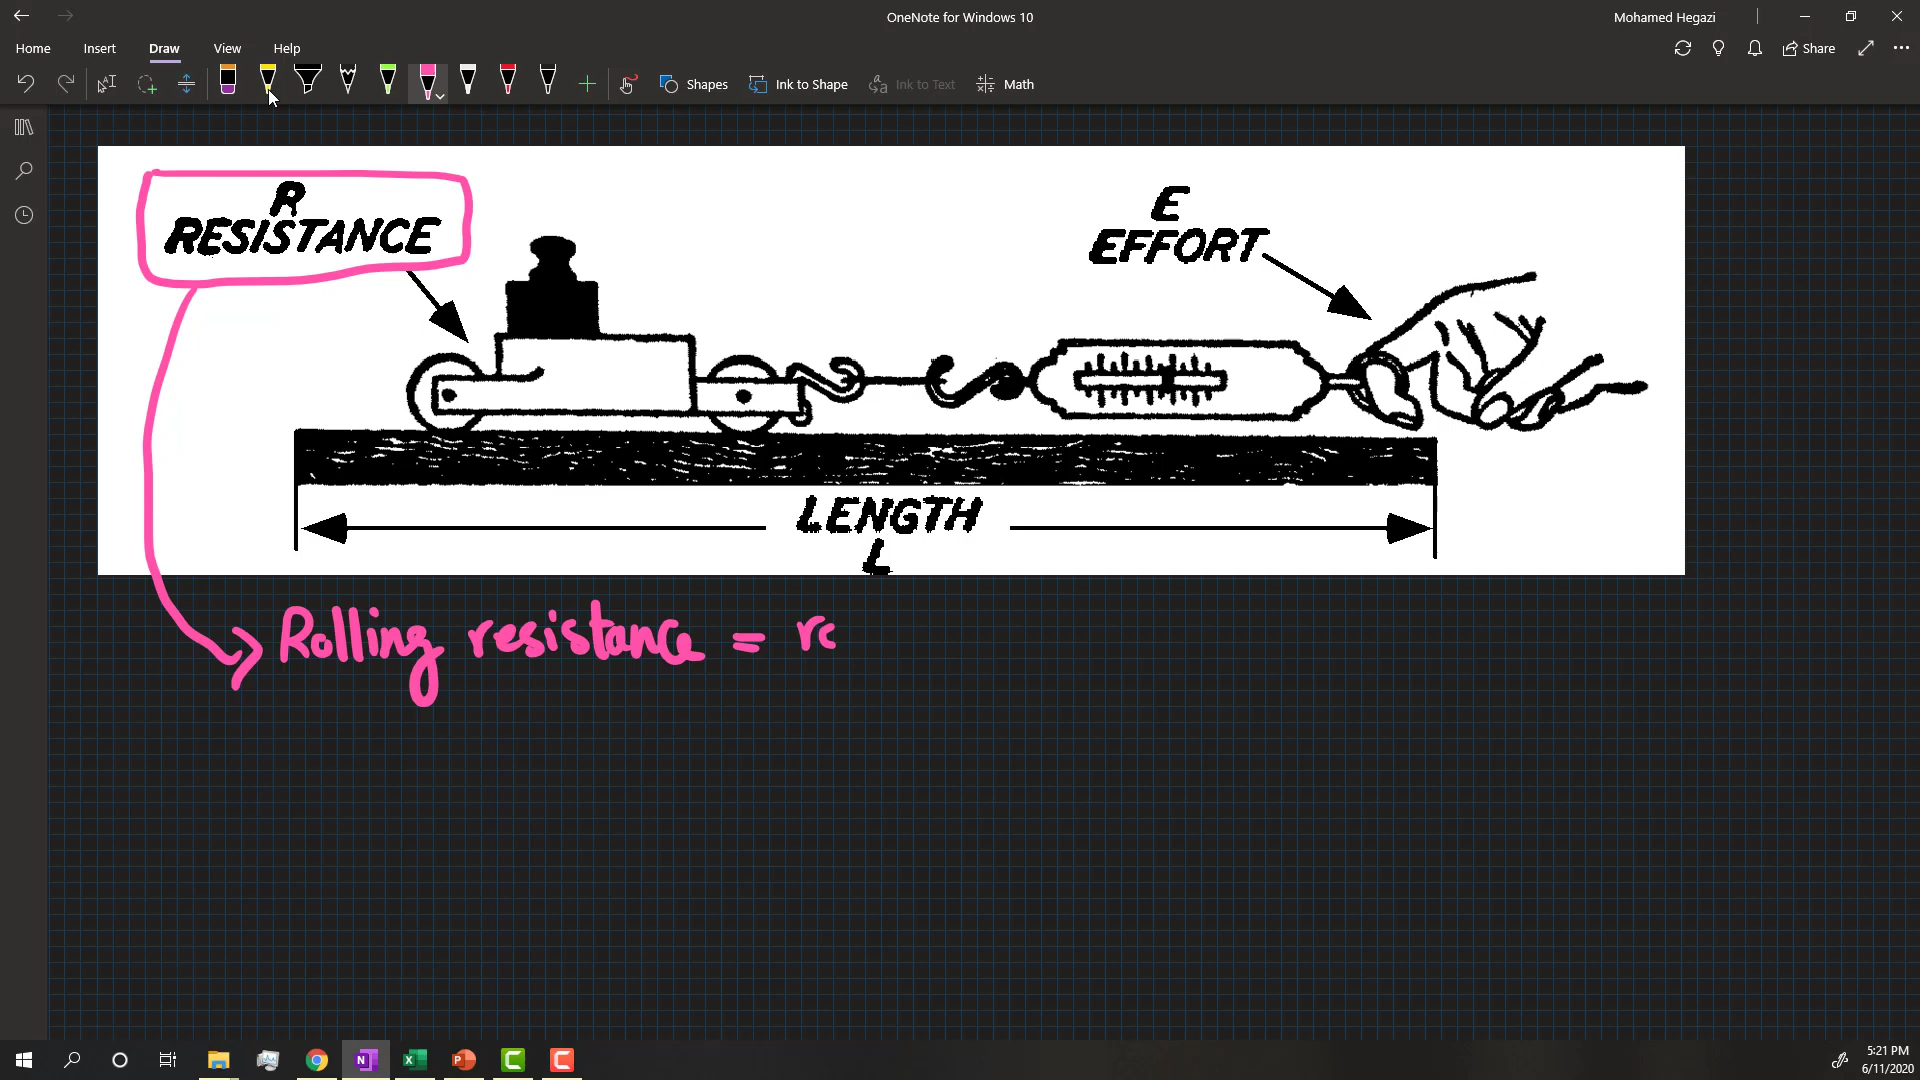 OneNote for Windows 10
Mohamed Hegazi
Home Insert Draw View Help
Share
Shapes Ink to Shape Ink to Text Math
R
RESISTANCE
E
EFFORT
LENGTH
L
Rolling resistance = ro
5:21 PM
6/11/2020